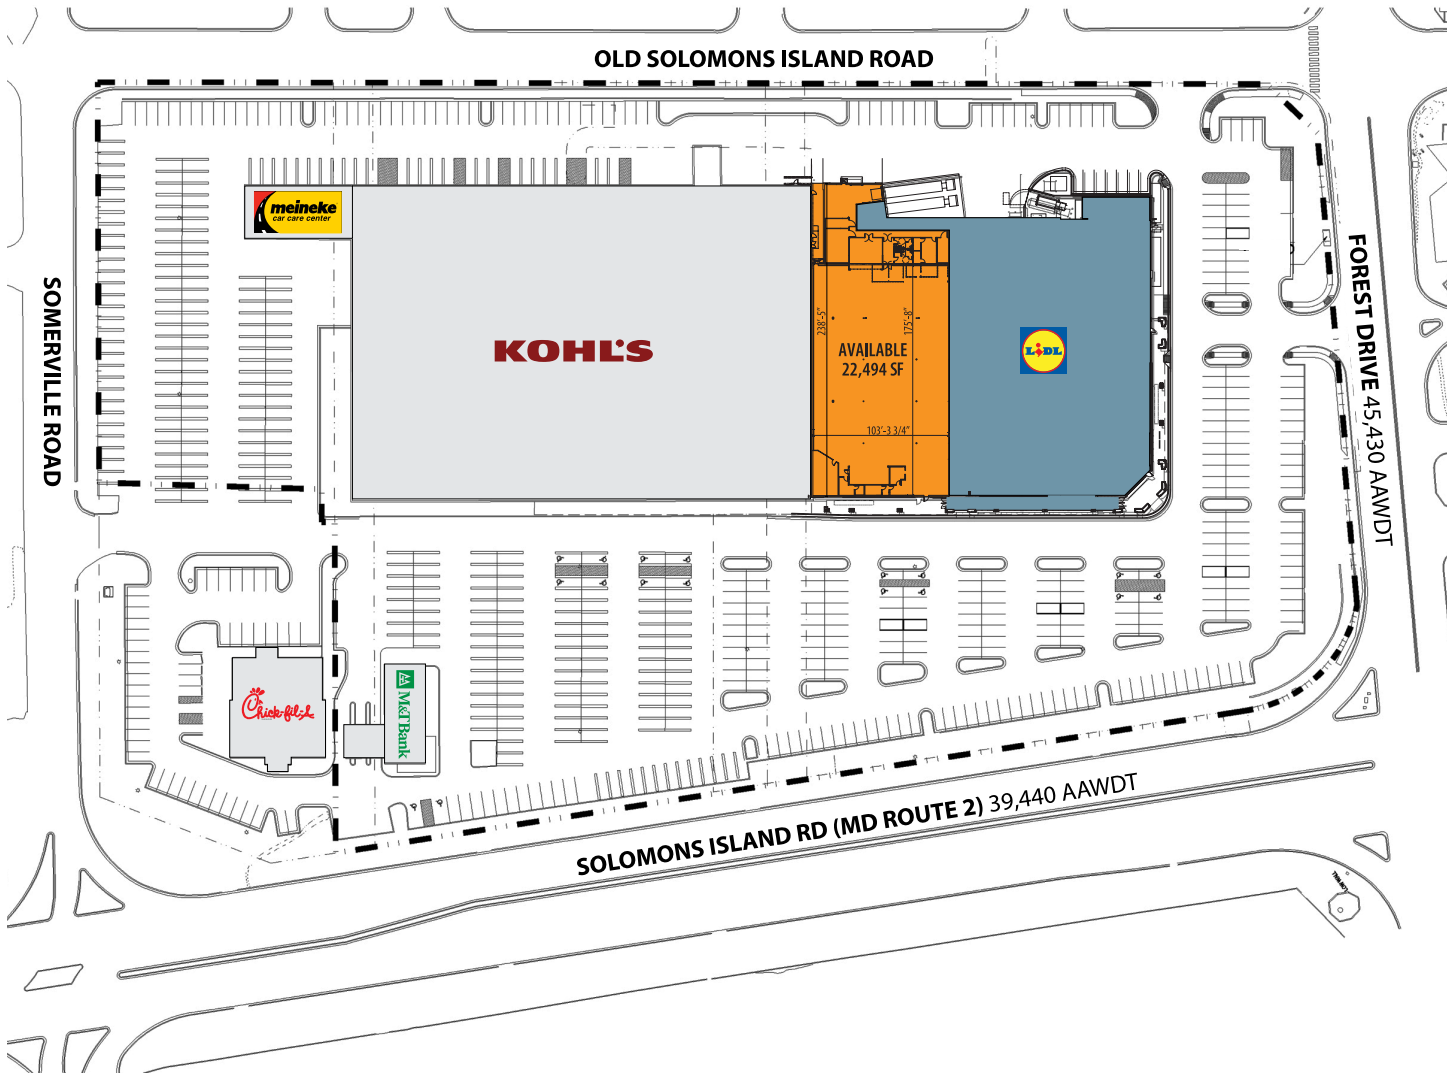 OLD SOLOMONS ISLAND ROAD
meineke
car care center
SOMERVILLE ROAD
FOREST DRIVE 45,430 AAWDT
KOHL'S
238'-5"
175'-8"
AVAILABLE
22,494 SF
LIDL
103'-3 3/4"
Chick-fil-A
M&T Bank
SOLOMONS ISLAND RD (MD ROUTE 2) 39,440 AAWDT